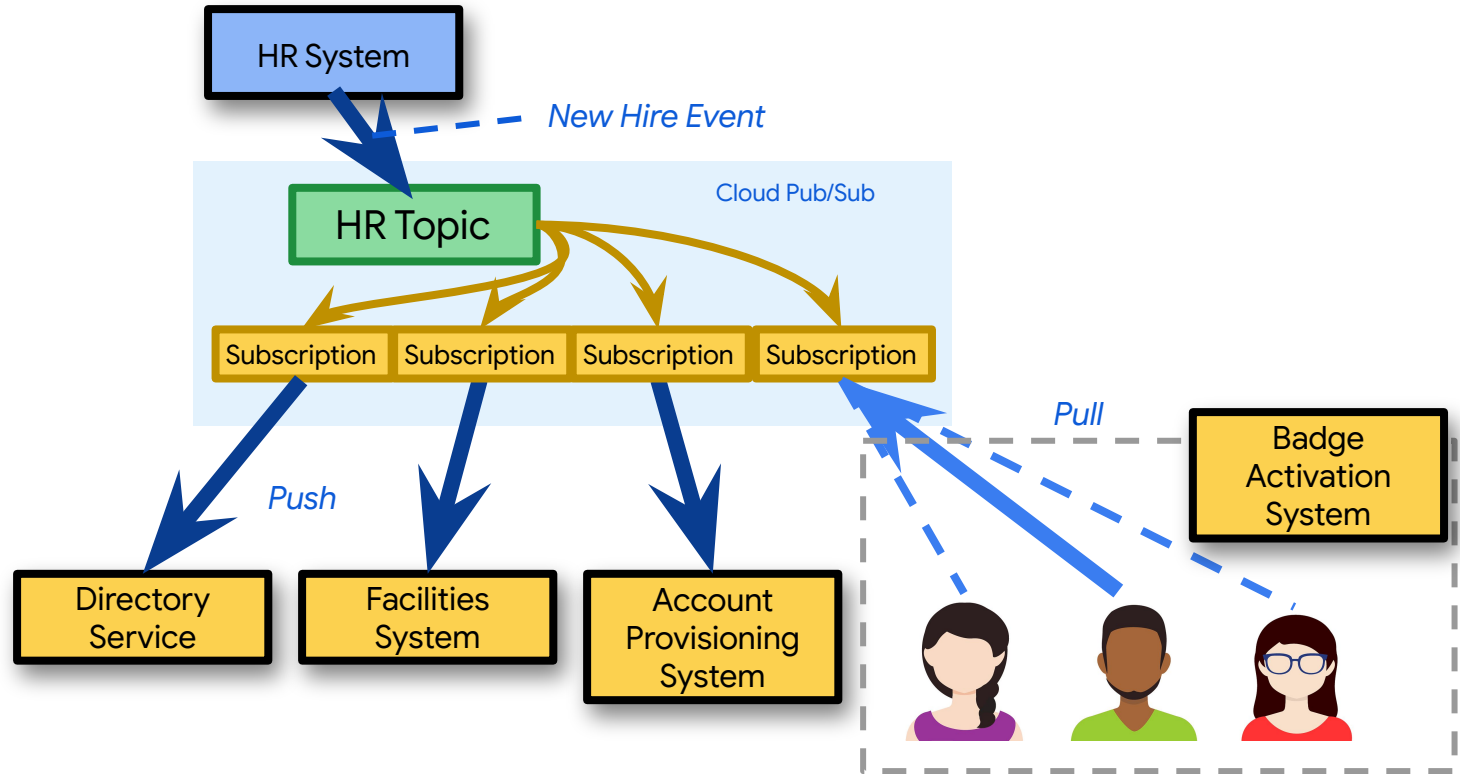 HR System
New Hire Event
Cloud Pub/Sub
HR Topic
Subscription
Subscription
Subscription
Subscription
Pull
Badge
Activation
System
Push
Directory
Service
Facilities
System
Account
Provisioning
System